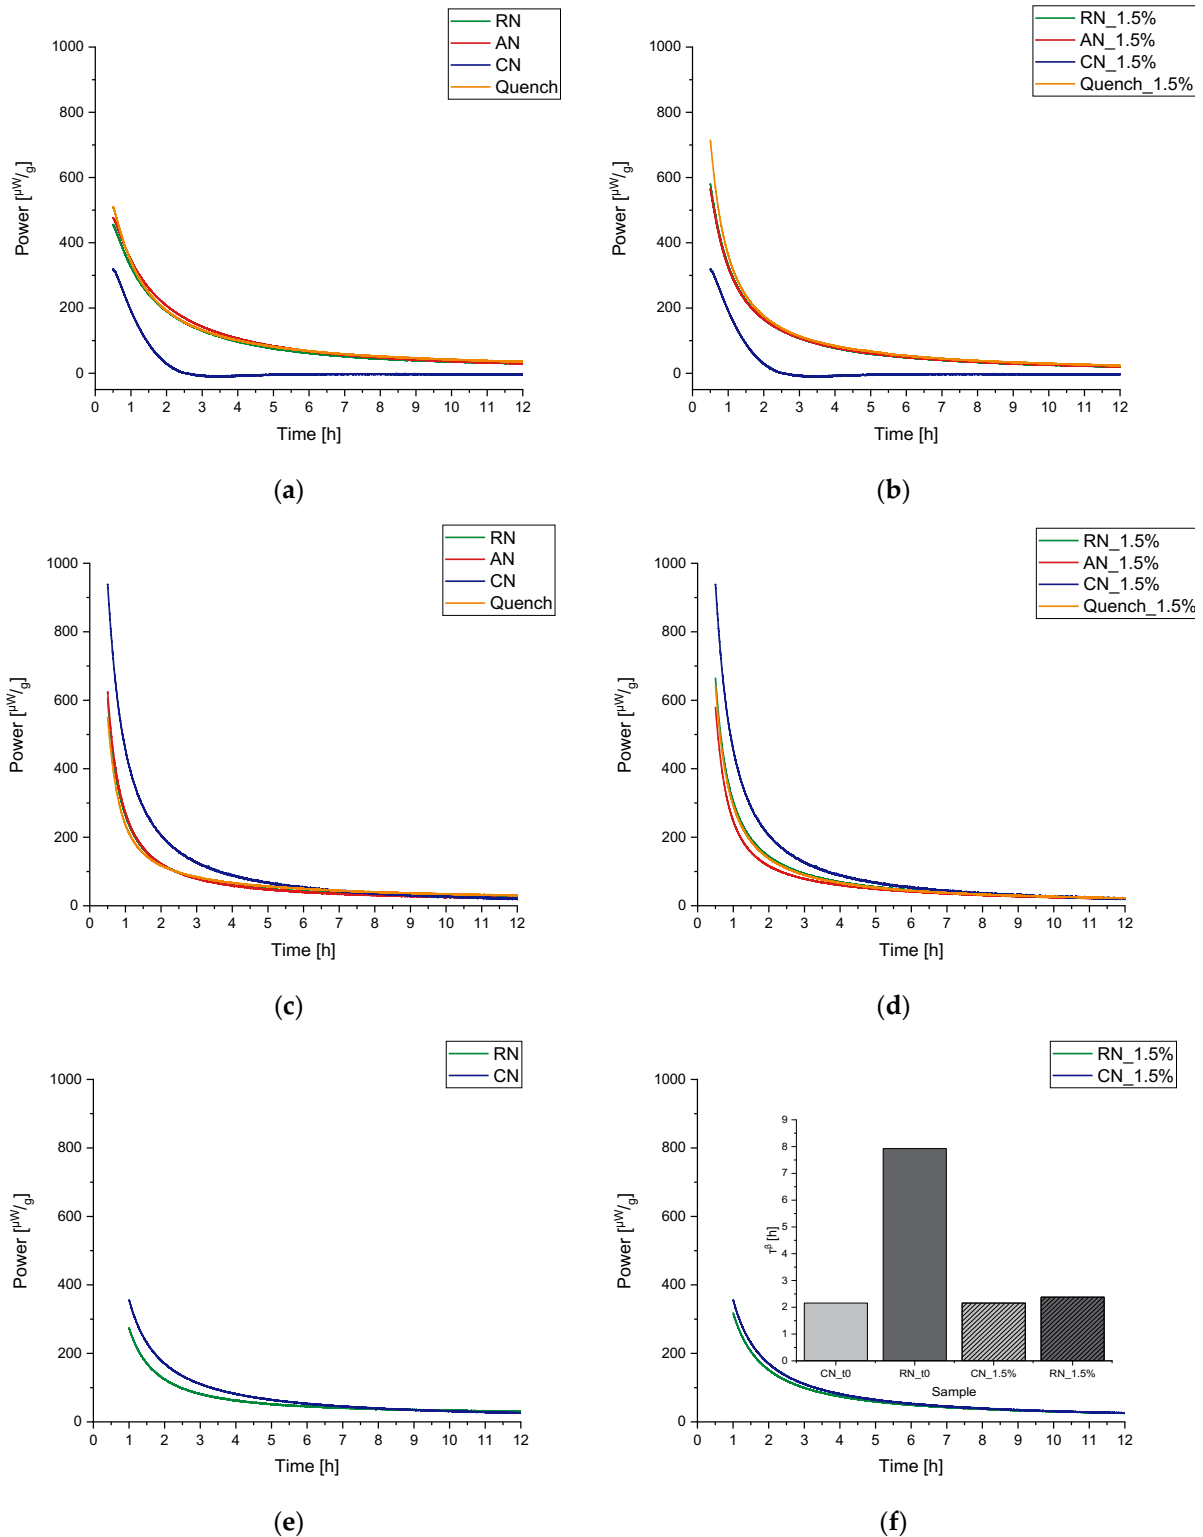 RN
AN
CN
Quench
1000
800
600
400
200
0
Power [µW/g]
0 1 2 3 4 5 6 7 8 9 10 11 12
Time [h]
(a)
RN_1.5%
AN_1.5%
CN_1.5%
Quench_1.5%
1000
800
600
400
200
0
Power [µW/g]
0 1 2 3 4 5 6 7 8 9 10 11 12
Time [h]
(b)
RN
AN
CN
Quench
1000
800
600
400
200
0
Power [µW/g]
0 1 2 3 4 5 6 7 8 9 10 11 12
Time [h]
(c)
RN_1.5%
AN_1.5%
CN_1.5%
Quench_1.5%
1000
800
600
400
200
0
Power [µW/g]
0 1 2 3 4 5 6 7 8 9 10 11 12
Time [h]
(d)
RN
CN
1000
800
600
400
200
0
Power [µW/g]
0 1 2 3 4 5 6 7 8 9 10 11 12
Time [h]
(e)
RN_1.5%
CN_1.5%
1000
800
600
400
200
0
Power [µW/g]
9
8
7
6
5
4
3
2
1
0
τᵝ [h]
CN_t0 RN_t0 CN_1.5% RN_1.5%
Sample
0 1 2 3 4 5 6 7 8 9 10 11 12
Time [h]
(f)